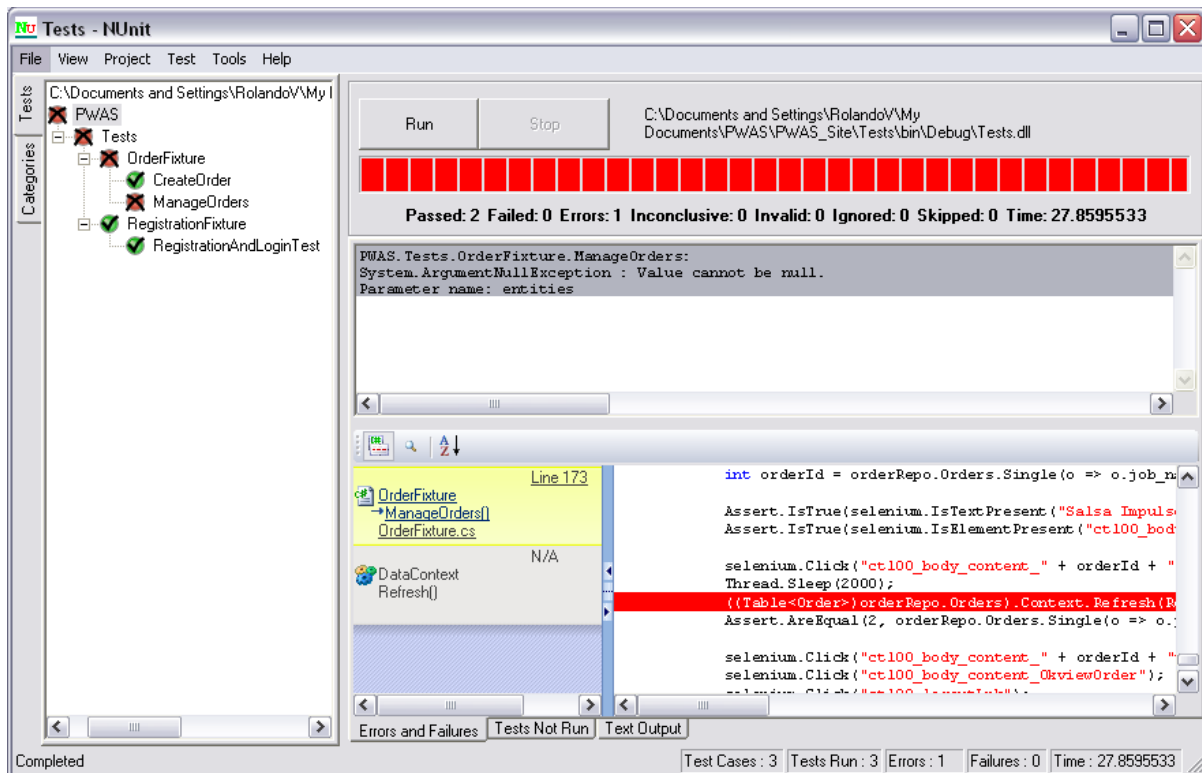 Tests - NUnit
File View Project Test Tools Help
Tests
Categories
C:\Documents and Settings\RolandoV\My
PWAS
Tests
OrderFixture
CreateOrder
ManageOrders
RegistrationFixture
RegistrationAndLoginTest
Run
Stop
C:\Documents and Settings\RolandoV\My
Documents\PWAS\PWAS_Site\Tests\bin\Debug\Tests.dll
Passed: 2 Failed: 0 Errors: 1 Inconclusive: 0 Invalid: 0 Ignored: 0 Skipped: 0 Time: 27.8595533
PWAS.Tests.OrderFixture.ManageOrders:
System.ArgumentNullException : Value cannot be null.
Parameter name: entities
Line 173
OrderFixture
→ManageOrders()
OrderFixture.cs
N/A
DataContext
Refresh()
int orderId = orderRepo.Orders.Single(o => o.job_na
Assert.IsTrue(selenium.IsTextPresent("Salsa Impuls
Assert.IsTrue(selenium.IsElementPresent("ctl00_bod
selenium.Click("ctl00_body_content_" + orderId + "
Thread.Sleep(2000);
((Table<Order>)orderRepo.Orders).Context.Refresh(R
Assert.AreEqual(2, orderRepo.Orders.Single(o => o.j
selenium.Click("ctl00_body_content_" + orderId + "
selenium.Click("ctl00_body_content_OkviewOrder");
Errors and Failures Tests Not Run Text Output
Completed
Test Cases : 3 Tests Run : 3 Errors : 1 Failures : 0 Time : 27.8595533